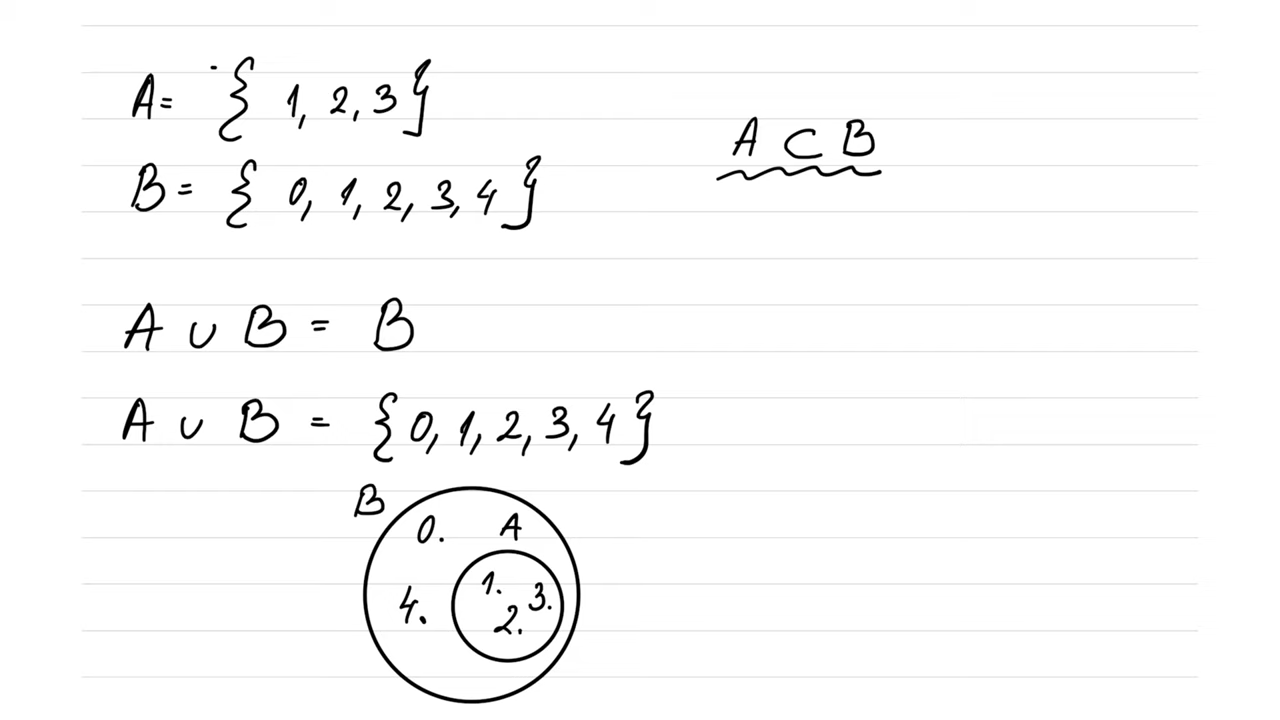 A = { 1, 2, 3 }
A ⊂ B
B = { 0, 1, 2, 3, 4 }
A ∪ B = B
A ∪ B = { 0, 1, 2, 3, 4 }
B
0. A
1. 3.
4. 2.